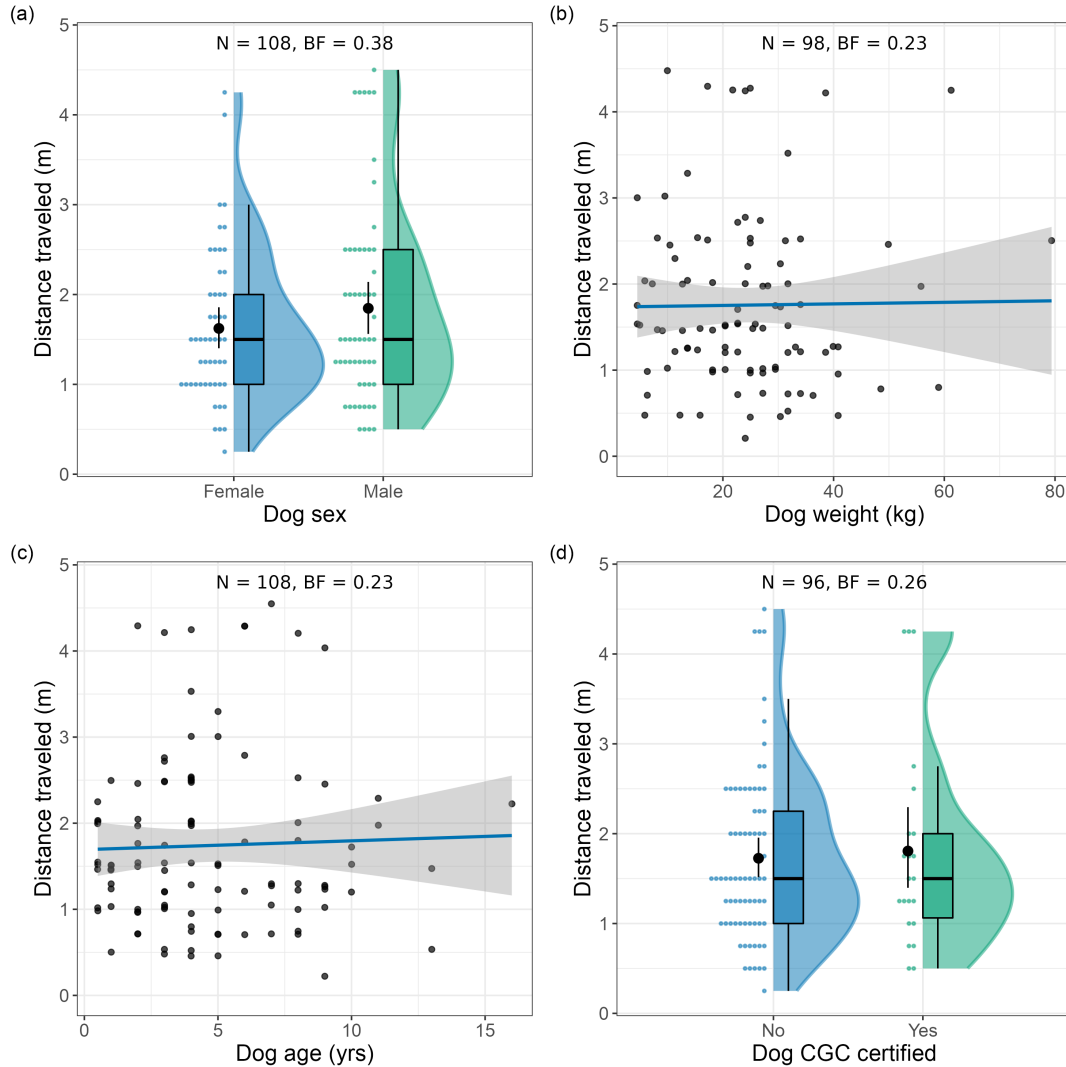 (a)
N = 108, BF = 0.38
Distance traveled (m)
5
4
3
2
1
0
Female Male
Dog sex
(b)
N = 98, BF = 0.23
Distance traveled (m)
5
4
3
2
1
0
20 40 60 80
Dog weight (kg)
(c)
N = 108, BF = 0.23
Distance traveled (m)
5
4
3
2
1
0
0 5 10 15
Dog age (yrs)
(d)
N = 96, BF = 0.26
Distance traveled (m)
5
4
3
2
1
0
No Yes
Dog CGC certified